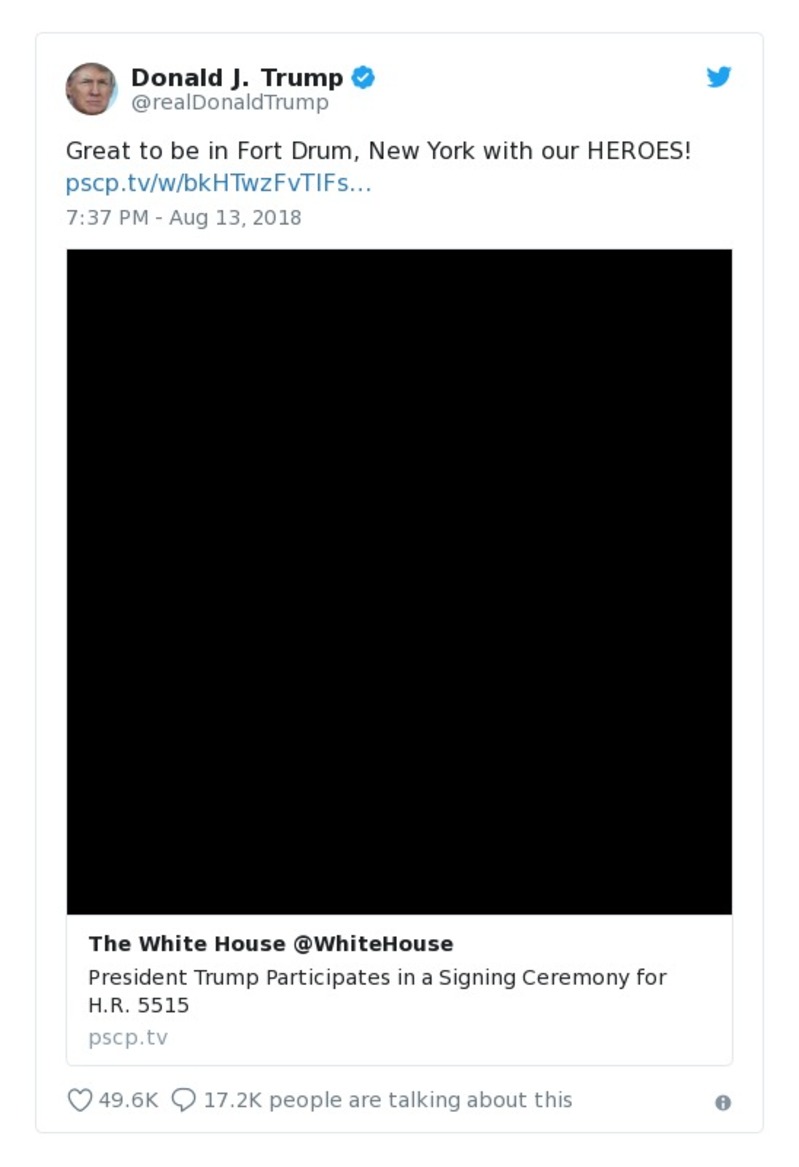 Donald J. Trump
@realDonaldTrump
Great to be in Fort Drum, New York with our HEROES!
pscp.tv/w/bkHTwzFvTlFs…
7:37 PM - Aug 13, 2018
The White House @WhiteHouse
President Trump Participates in a Signing Ceremony for
H.R. 5515
pscp.tv
49.6K 17.2K people are talking about this